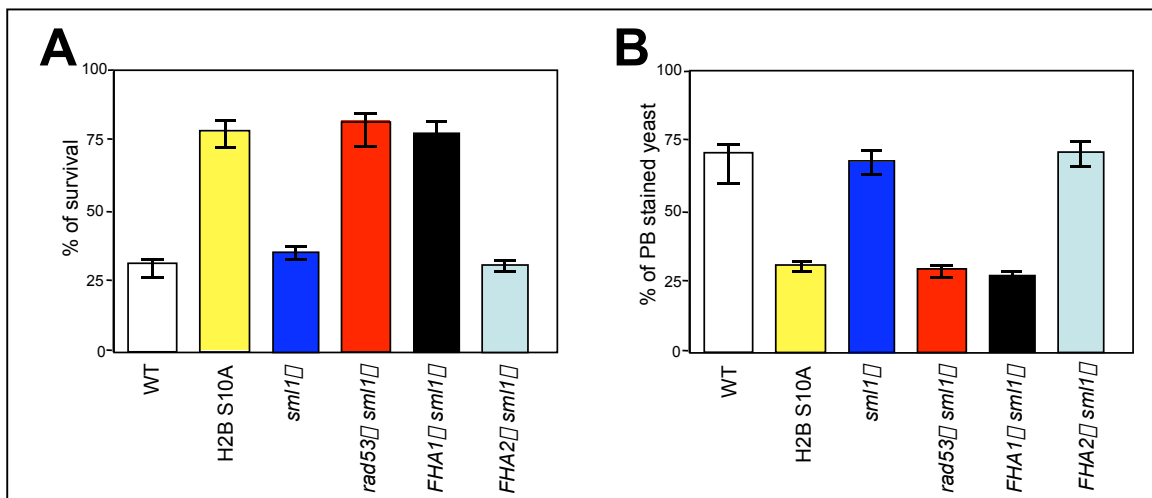 A
B
100
75
50
25
0
% of survival
WT
H2B S10A
sml1▯
rad53▯ sml1▯
FHA1▯ sml1▯
FHA2▯ sml1▯
100
75
50
25
0
% of PB stained yeast
WT
H2B S10A
sml1▯
rad53▯ sml1▯
FHA1▯ sml1▯
FHA2▯ sml1▯